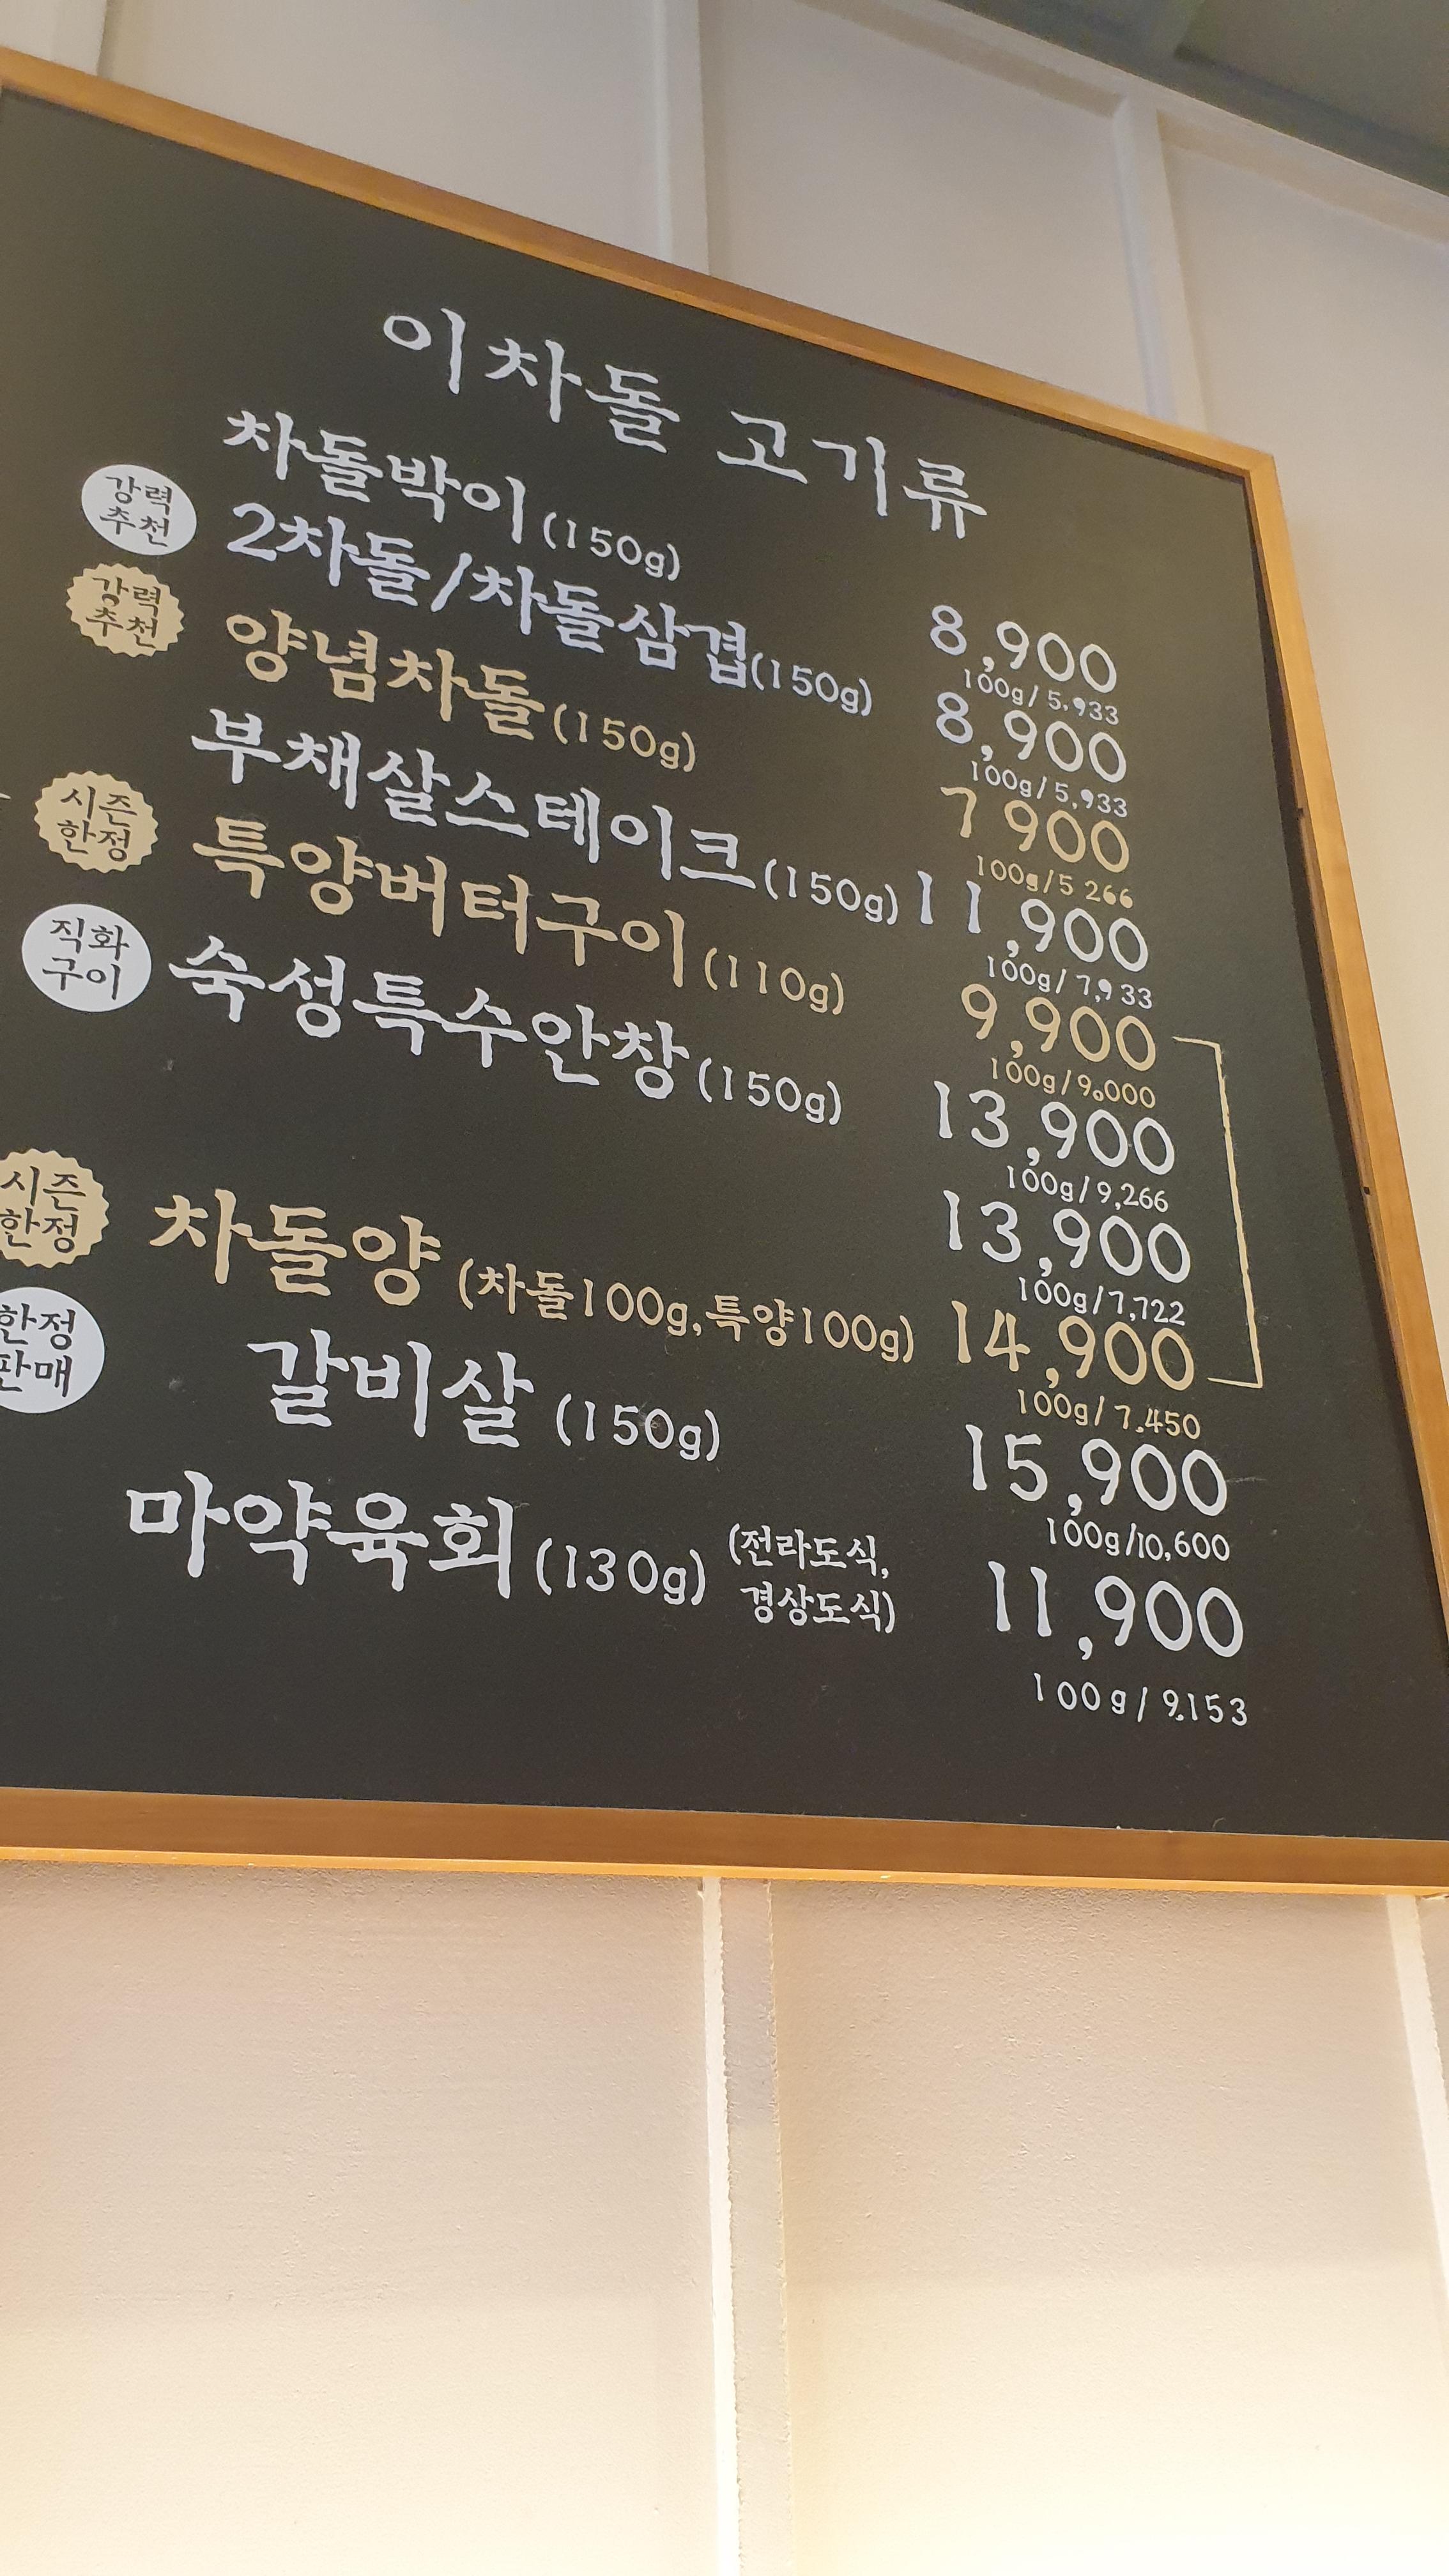 이차돌 고기류
차돌박이(150g) 8,900
100g/5,933
강력추천 2차돌/차돌삼겹(150g) 8,900
100g/5,933
강력추천 양념차돌(150g) 7 900
100g/5 266
부채살스테이크(150g) 11,900
100g/7,933
시즌한정 특양버터구이(110g) 9,900
100g/9,000
직화구이 숙성특수안창(150g) 13,900
100g/9,266
13,900
100g/7,722
시즌한정 차돌양(차돌100g,특양100g) 14,900
100g/7,450
한정판매 갈비살(150g) 15,900
100g/10,600
마약육회(130g) (전라도식, 경상도식) 11,900
100g/9,153